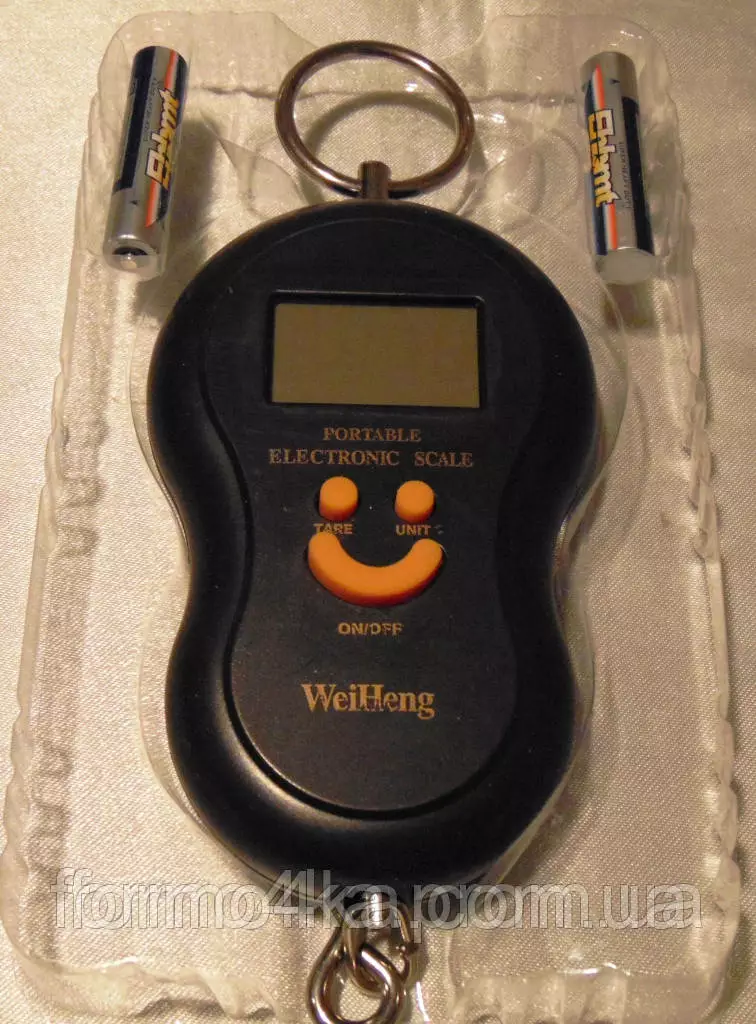 PORTABLE
ELECTRONIC SCALE
TARE UNIT
ON/OFF
WeiHeng
fformo4ka.prom.ua